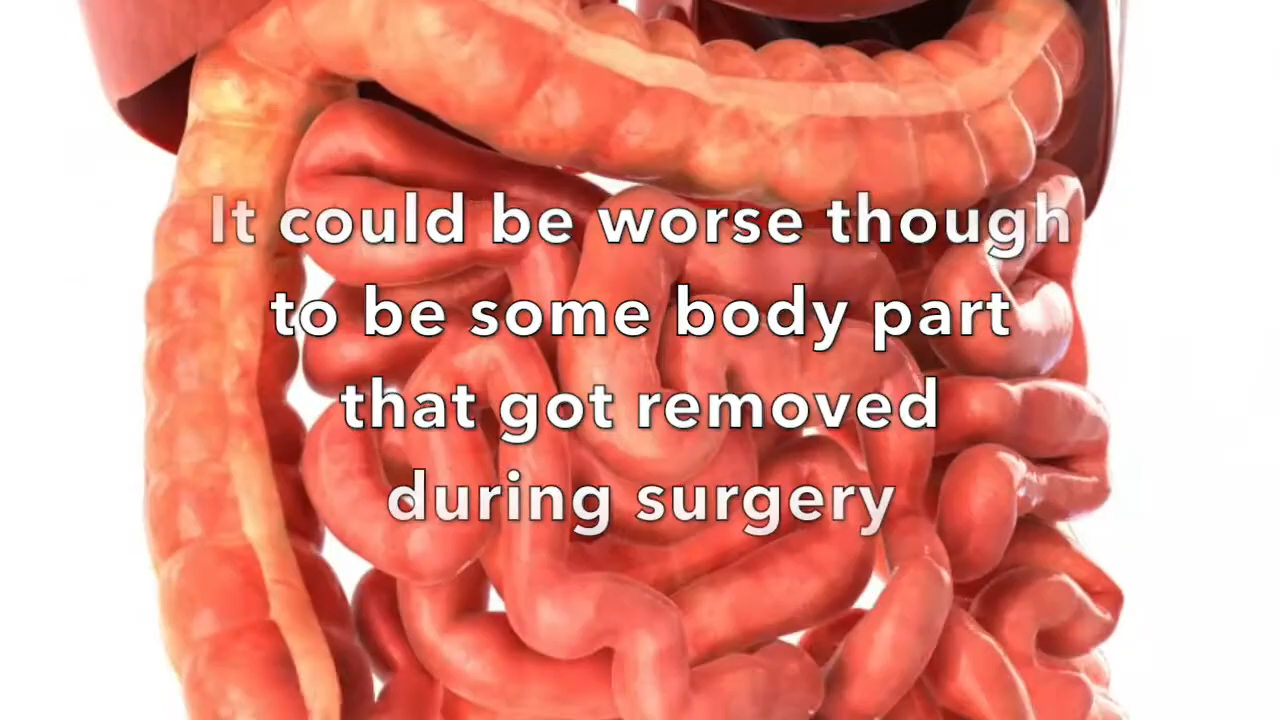 It could be worse though
to be some body part
that got removed
during surgery